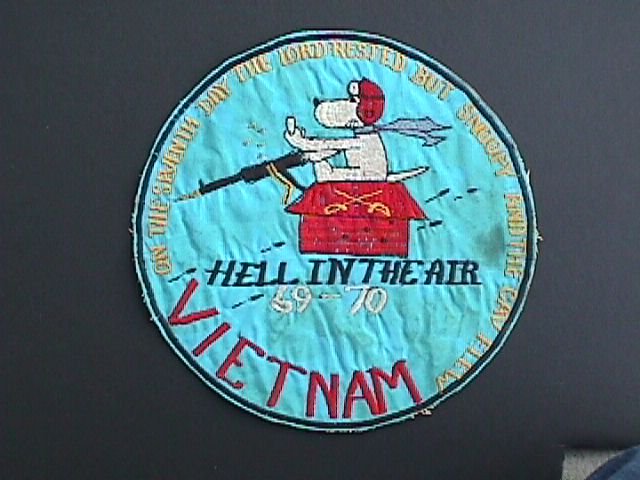 ON THE SEVENTH DAY THE LORD RESTED BUT SNOOPY AND THE CAV FLEW
HELL IN THE AIR
69-70
VIETNAM